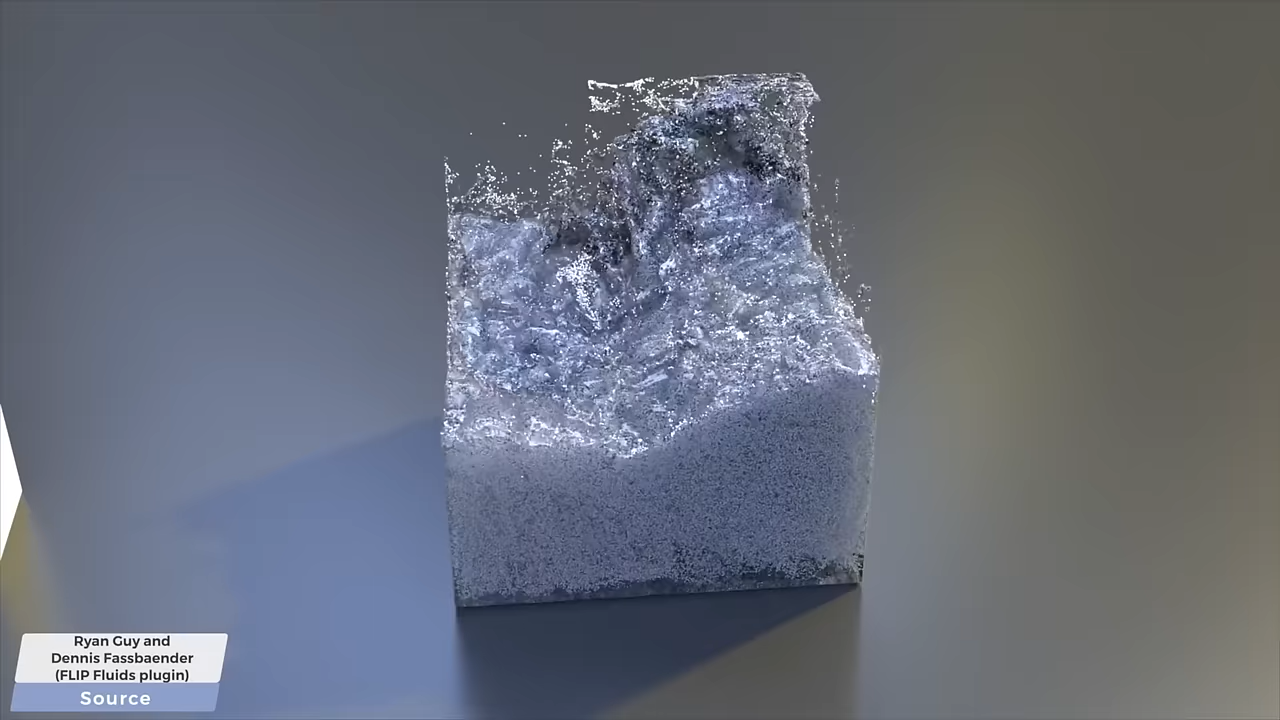 Ryan Guy and
Dennis Fassbaender
(FLIP Fluids plugin)
Source